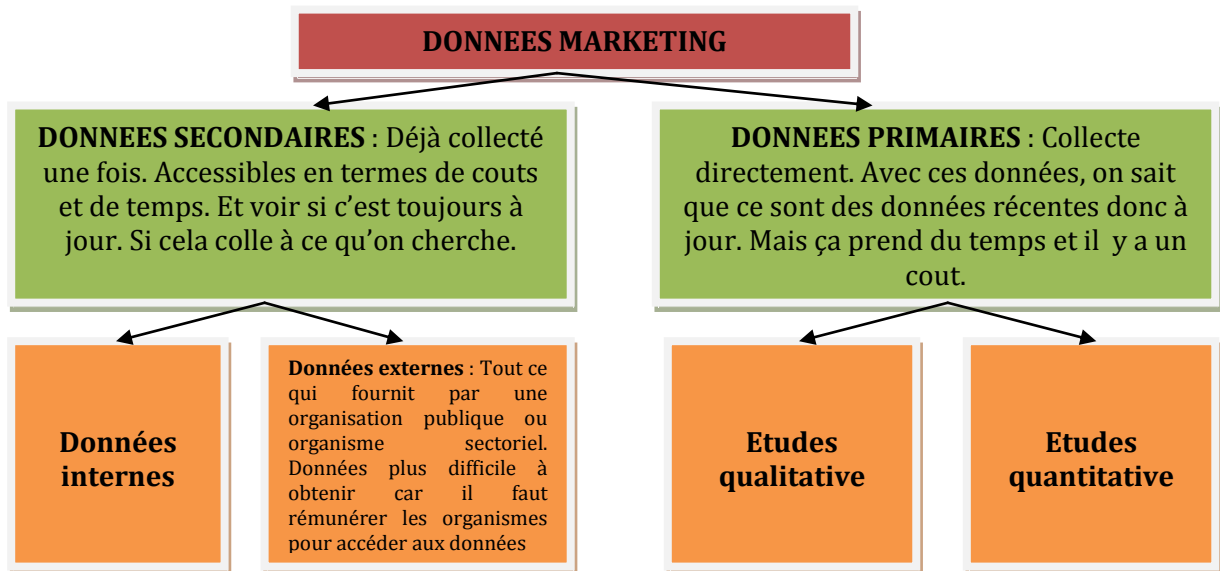 DONNEES MARKETING
DONNEES SECONDAIRES : Déjà collecté
une fois. Accessibles en termes de couts
et de temps. Et voir si c’est toujours à
jour. Si cela colle à ce qu’on cherche.
DONNEES PRIMAIRES : Collecte
directement. Avec ces données, on sait
que ce sont des données récentes donc à
jour. Mais ça prend du temps et il y a un
cout.
Données
internes
Données externes : Tout ce
qui fournit par une
organisation publique ou
organisme sectoriel.
Données plus difficile à
obtenir car il faut
rémunérer les organismes
pour accéder aux données
Etudes
qualitative
Etudes
quantitative